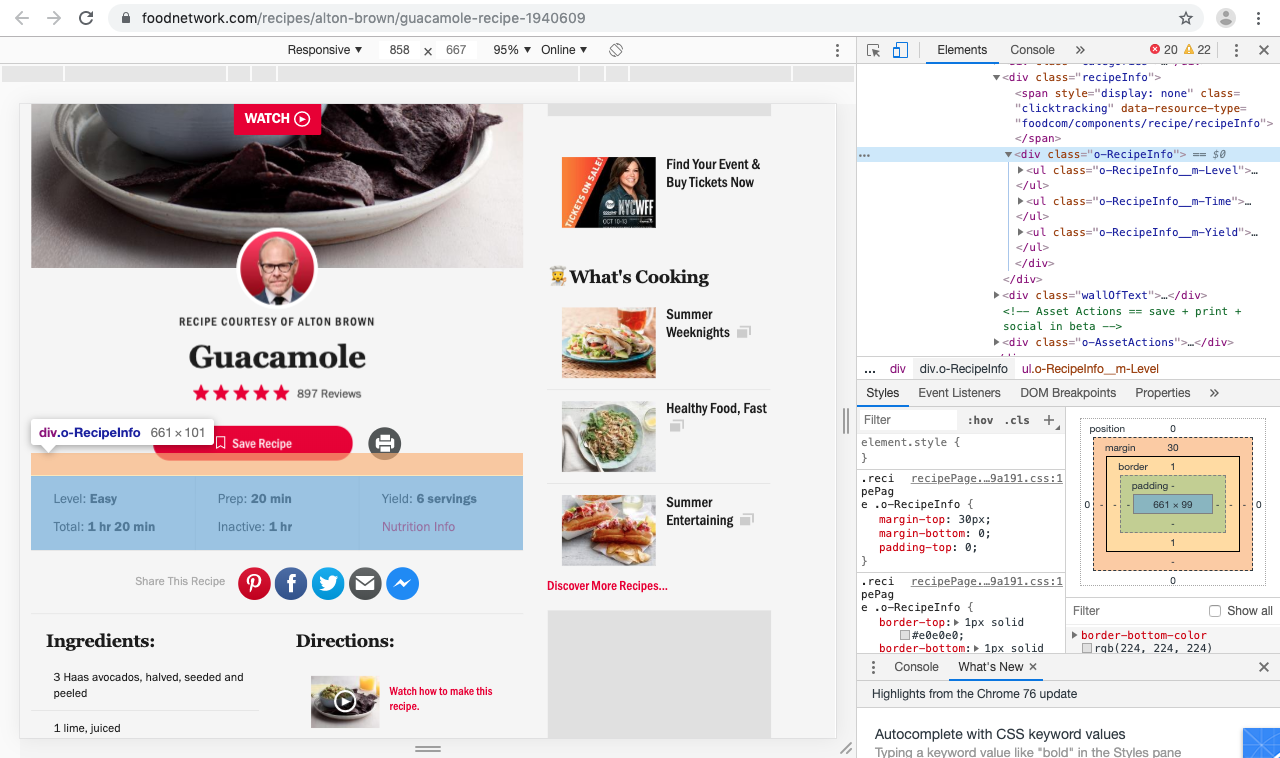 foodnetwork.com/recipes/alton-brown/guacamole-recipe-1940609
Responsive ▼ 858 × 667 95% ▼ Online ▼
WATCH
RECIPE COURTESY OF ALTON BROWN
Guacamole
897 Reviews
div.o-RecipeInfo 661 × 101
Save Recipe
Level: Easy
Prep: 20 min
Yield: 6 servings
Total: 1 hr 20 min
Inactive: 1 hr
Nutrition Info
Share This Recipe
Ingredients:
3 Haas avocados, halved, seeded and
peeled
1 lime, juiced
Directions:
Watch how to make this
recipe.
TICKETS ON SALE!
NYCWFF
OCT 10-13
Find Your Event &
Buy Tickets Now
What's Cooking
Summer
Weeknights
Healthy Food, Fast
Summer
Entertaining
Discover More Recipes...
Elements Console » 20 22
<div class="recipeInfo">
<span style="display: none" class=
"clicktracking" data-resource-type=
"foodcom/components/recipe/recipeInfo">
</span>
<div class="o-RecipeInfo"> == $0
<ul class="o-RecipeInfo__m-Level">…
</ul>
<ul class="o-RecipeInfo__m-Time">…
</ul>
<ul class="o-RecipeInfo__m-Yield">…
</ul>
</div>
</div>
<div class="wallOfText">…</div>
<!-- Asset Actions == save + print +
social in beta -->
<div class="o-AssetActions">…</div>
... div div.o-RecipeInfo ul.o-RecipeInfo__m-Level
Styles Event Listeners DOM Breakpoints Properties »
Filter :hov .cls +
element.style {
}
.reci recipePage.…9a191.css:1
pePag
e .o-RecipeInfo {
margin-top: 30px;
margin-bottom: 0;
padding-top: 0;
}
.reci recipePage.…9a191.css:1
pePag
e .o-RecipeInfo {
border-top: 1px solid
#e0e0e0;
border-bottom: 1px solid
position 0
margin 30
border 1
padding -
0 - - - 661 × 99 - - - 0
-
1
-
0
Filter Show all
border-bottom-color
rgb(224, 224, 224)
Console What's New ×
Highlights from the Chrome 76 update
Autocomplete with CSS keyword values
Typing a keyword value like "bold" in the Styles pane